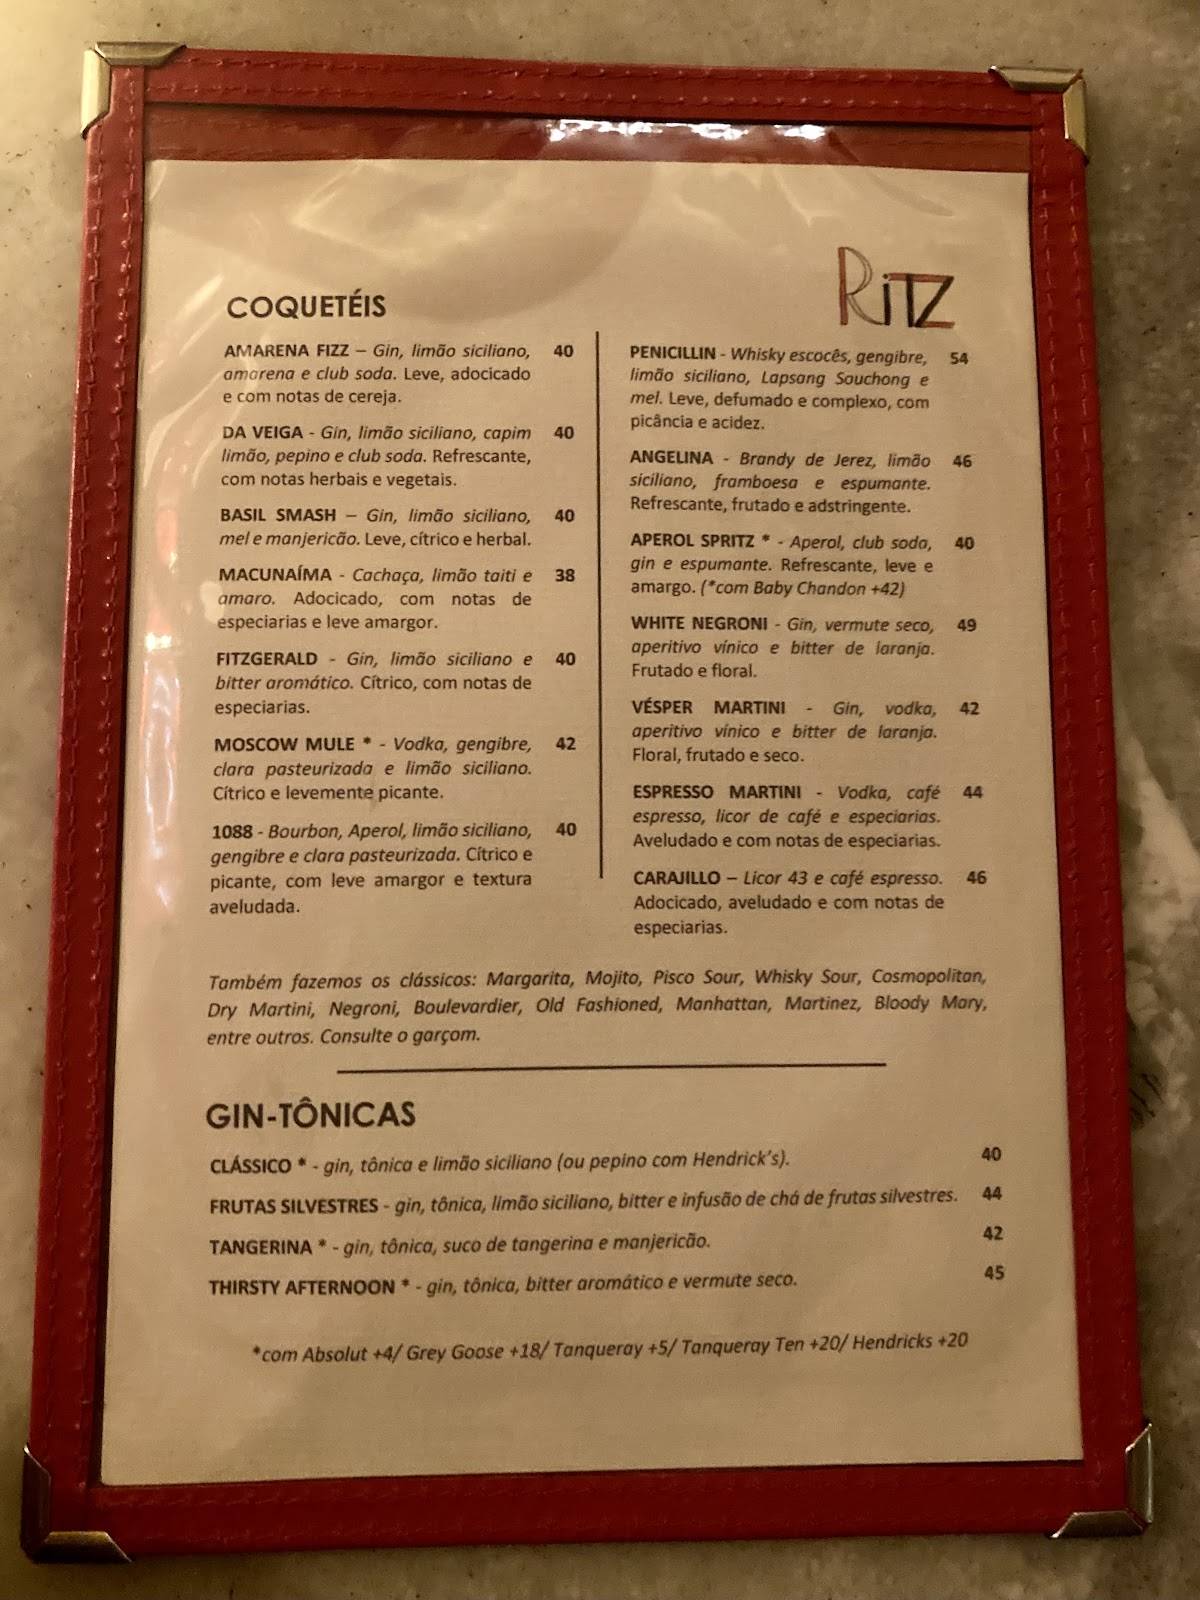 RiTZ
COQUETÉIS
AMARENA FIZZ – Gin, limão siciliano, 40
amarena e club soda. Leve, adocicado
e com notas de cereja.
DA VEIGA - Gin, limão siciliano, capim 40
limão, pepino e club soda. Refrescante,
com notas herbais e vegetais.
BASIL SMASH – Gin, limão siciliano, 40
mel e manjericão. Leve, cítrico e herbal.
MACUNAÍMA - Cachaça, limão taiti e 38
amaro. Adocicado, com notas de
especiarias e leve amargor.
FITZGERALD - Gin, limão siciliano e 40
bitter aromático. Cítrico, com notas de
especiarias.
MOSCOW MULE * - Vodka, gengibre, 42
clara pasteurizada e limão siciliano.
Cítrico e levemente picante.
1088 - Bourbon, Aperol, limão siciliano, 40
gengibre e clara pasteurizada. Cítrico e
picante, com leve amargor e textura
aveludada.
PENICILLIN - Whisky escocês, gengibre, 54
limão siciliano, Lapsang Souchong e
mel. Leve, defumado e complexo, com
picância e acidez.
ANGELINA - Brandy de Jerez, limão 46
siciliano, framboesa e espumante.
Refrescante, frutado e adstringente.
APEROL SPRITZ * - Aperol, club soda, 40
gin e espumante. Refrescante, leve e
amargo. (*com Baby Chandon +42)
WHITE NEGRONI - Gin, vermute seco, 49
aperitivo vínico e bitter de laranja.
Frutado e floral.
VÉSPER MARTINI - Gin, vodka, 42
aperitivo vínico e bitter de laranja.
Floral, frutado e seco.
ESPRESSO MARTINI - Vodka, café 44
espresso, licor de café e especiarias.
Aveludado e com notas de especiarias.
CARAJILLO – Licor 43 e café espresso. 46
Adocicado, aveludado e com notas de
especiarias.
Também fazemos os clássicos: Margarita, Mojito, Pisco Sour, Whisky Sour, Cosmopolitan,
Dry Martini, Negroni, Boulevardier, Old Fashioned, Manhattan, Martinez, Bloody Mary,
entre outros. Consulte o garçom.
GIN-TÔNICAS
CLÁSSICO * - gin, tônica e limão siciliano (ou pepino com Hendrick's). 40
FRUTAS SILVESTRES - gin, tônica, limão siciliano, bitter e infusão de chá de frutas silvestres. 44
TANGERINA * - gin, tônica, suco de tangerina e manjericão. 42
THIRSTY AFTERNOON * - gin, tônica, bitter aromático e vermute seco. 45
*com Absolut +4/ Grey Goose +18/ Tanqueray +5/ Tanqueray Ten +20/ Hendricks +20